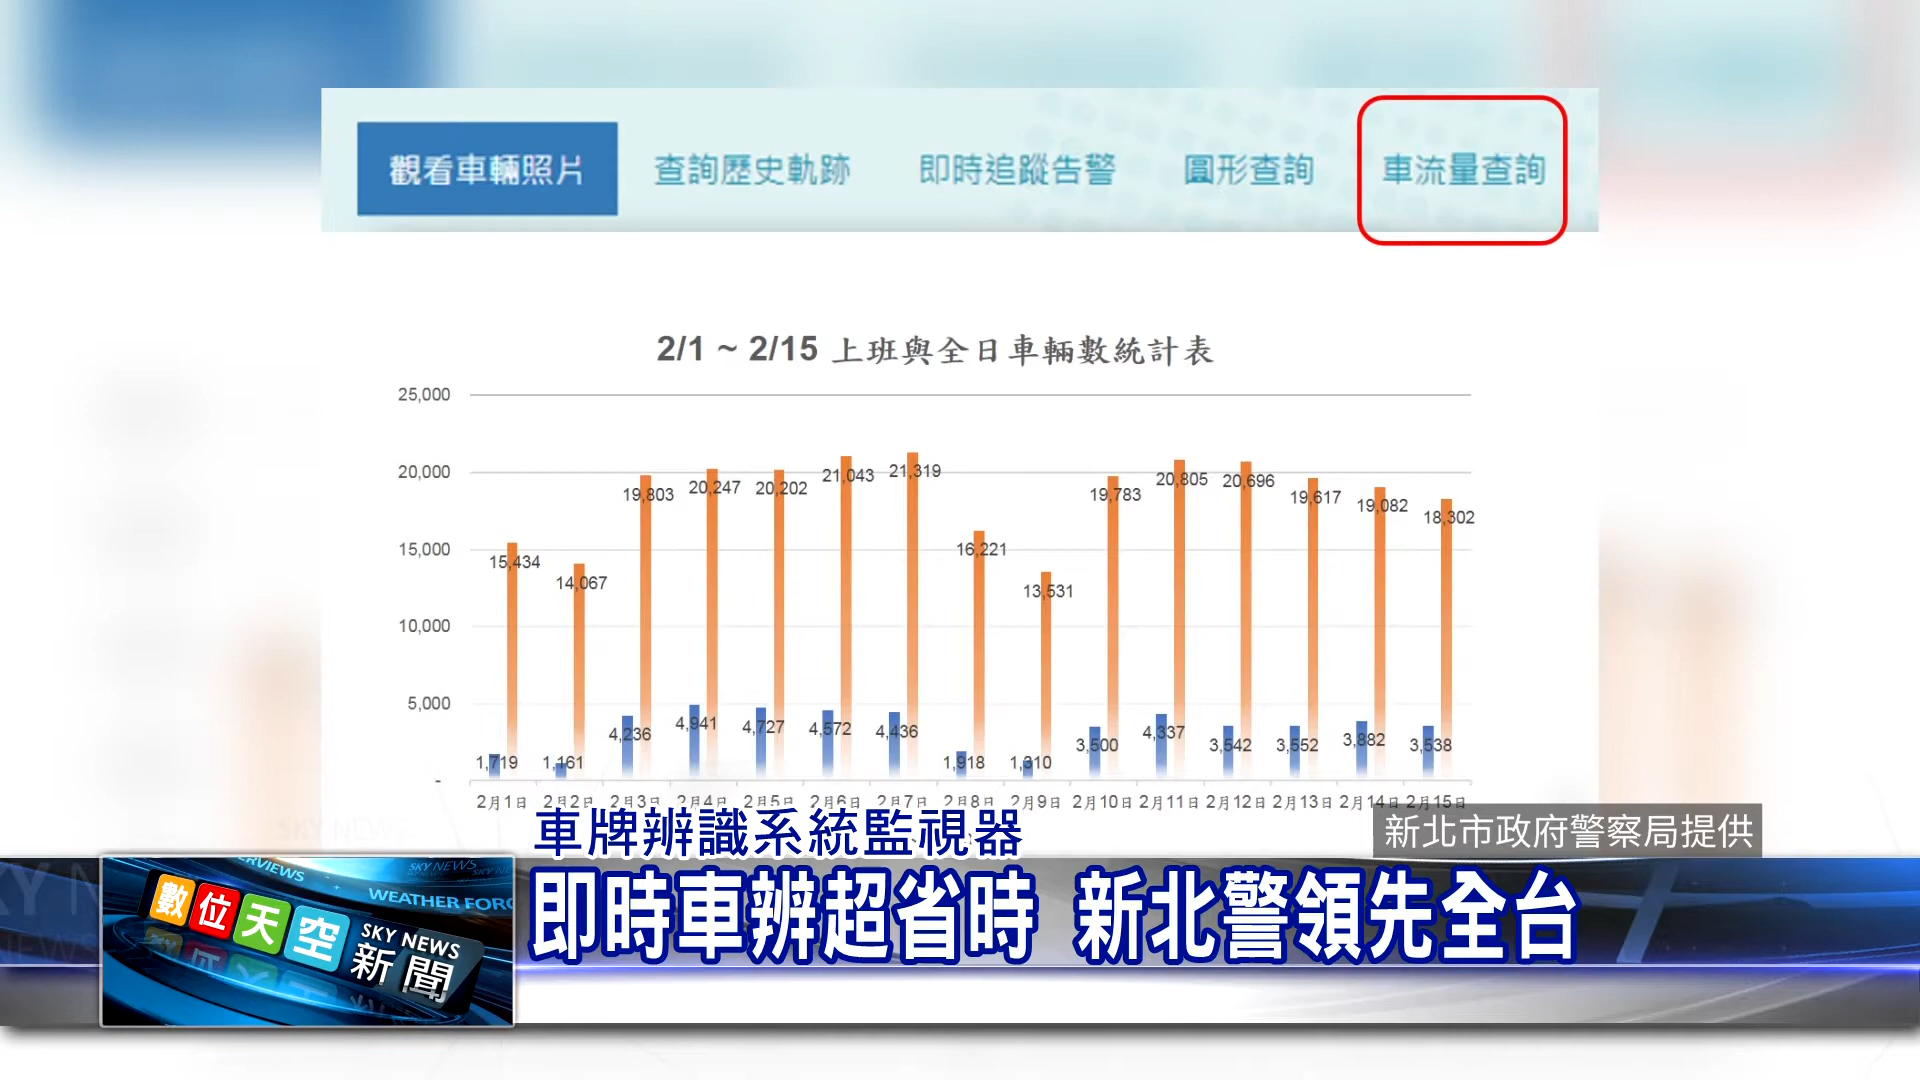 觀看車輛照片 查詢歷史軌跡 即時追蹤告警 圓形查詢 車流量查詢
2/1 ~ 2/15 上班與全日車輛數統計表
25,000
20,000
15,000
10,000
5,000
-
15,434 14,067 19,803 20,247 20,202 21,043 21,319 16,221 13,531 19,783 20,805 20,696 19,617 19,082 18,302
1,719 1,161 4,236 4,941 4,727 4,572 4,436 1,918 1,310 3,500 4,337 3,542 3,552 3,882 3,538
2月1日 2月2日 2月3日 2月4日 2月5日 2月6日 2月7日 2月8日 2月9日 2月10日 2月11日 2月12日 2月13日 2月14日 2月15日
車牌辨識系統監視器
新北市政府警察局提供
即時車辨超省時 新北警領先全台
ERVIEWS
SKY NEWS
WEATHER FORC
數位天空
SKY NEWS
新聞